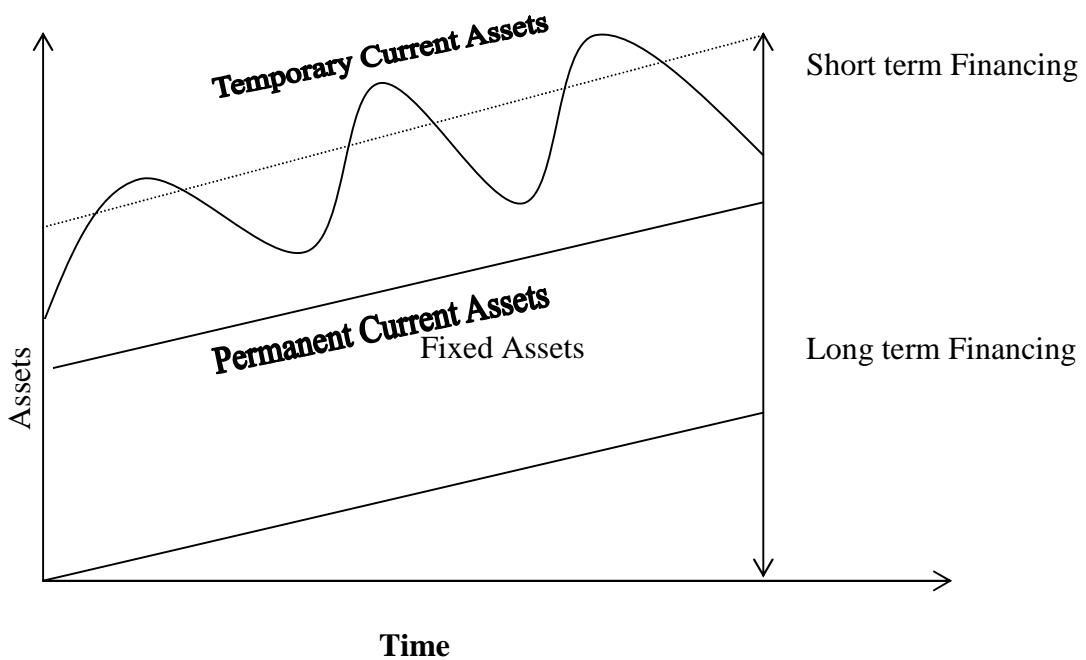 Temporary Current Assets
Short term Financing
Permanent Current Assets
Fixed Assets
Long term Financing
Assets
Time